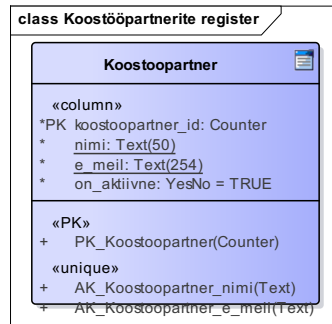 class Koostööpartnerite register
Koostoopartner
«column»
*PK koostoopartner_id: Counter
* nimi: Text(50)
* e_meil: Text(254)
* on_aktiivne: YesNo = TRUE
«PK»
+ PK_Koostoopartner(Counter)
«unique»
+ AK_Koostoopartner_nimi(Text)
+ AK_Koostoopartner_e_meil(Text)